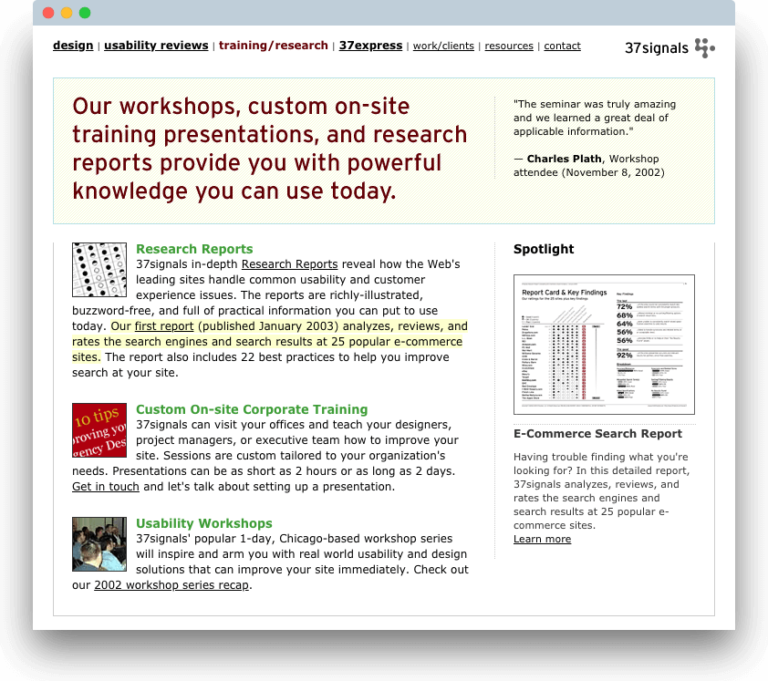 design | usability reviews | training/research | 37express | work/clients | resources | contact
37signals
Our workshops, custom on-site
training presentations, and research
reports provide you with powerful
knowledge you can use today.
"The seminar was truly amazing
and we learned a great deal of
applicable information."
— Charles Plath, Workshop
attendee (November 8, 2002)
Research Reports
37signals in-depth Research Reports reveal how the Web's
leading sites handle common usability and customer
experience issues. The reports are richly-illustrated,
buzzword-free, and full of practical information you can put to use
today. Our first report (published January 2003) analyzes, reviews, and
rates the search engines and search results at 25 popular e-commerce
sites. The report also includes 22 best practices to help you improve
search at your site.
10 tips
Custom On-site Corporate Training
37signals can visit your offices and teach your designers,
project managers, or executive team how to improve your
site. Sessions are custom tailored to your organization's
needs. Presentations can be as short as 2 hours or as long as 2 days.
Get in touch and let's talk about setting up a presentation.
Usability Workshops
37signals' popular 1-day, Chicago-based workshop series
will inspire and arm you with real world usability and design
solutions that can improve your site immediately. Check out
our 2002 workshop series recap.
Spotlight
Report Card & Key Findings
72%
68%
64%
56%
56%
92%
E-Commerce Search Report
Having trouble finding what you're
looking for? In this detailed report,
37signals analyzes, reviews, and
rates the search engines and
search results at 25 popular e-
commerce sites.
Learn more